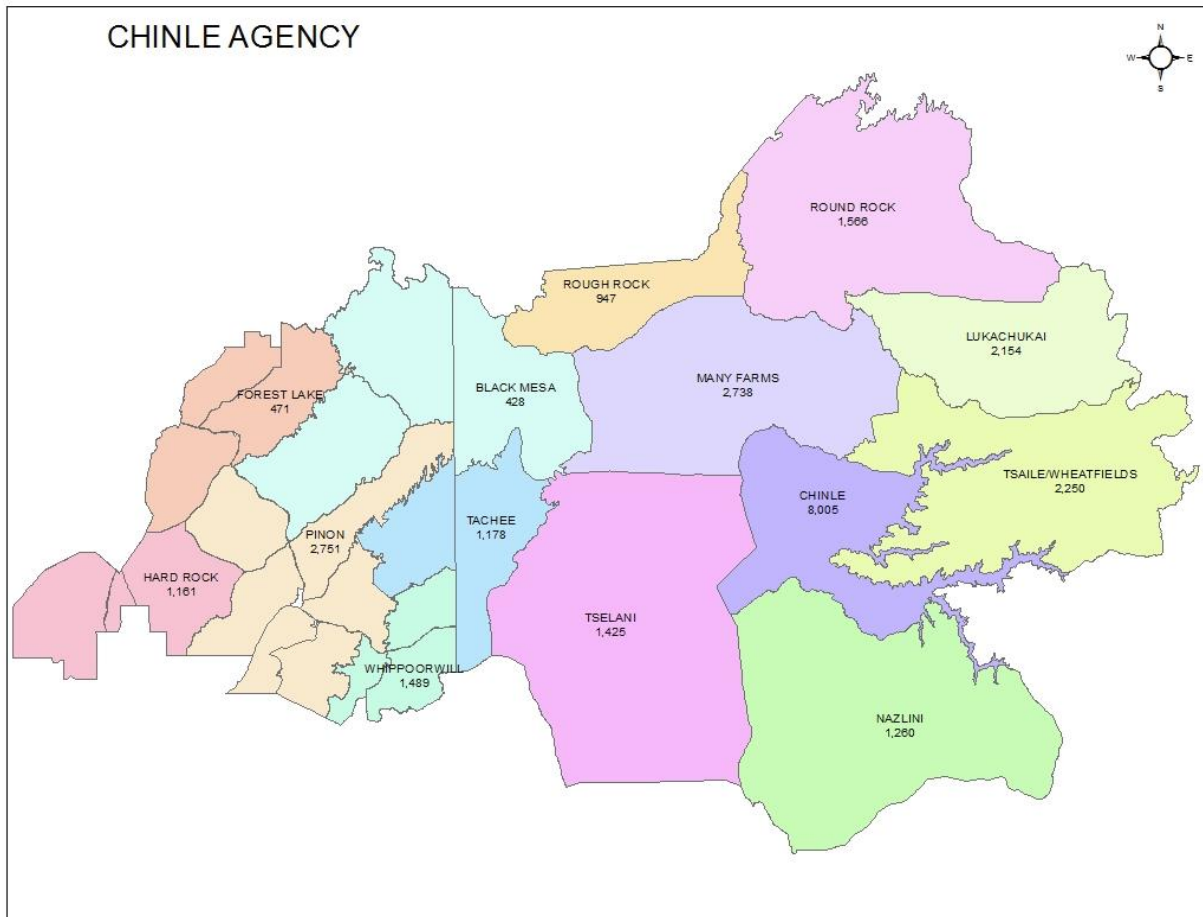 CHINLE AGENCY
N
W
E
S
ROUND ROCK
1,566
ROUGH ROCK
947
LUKACHUKAI
2,154
MANY FARMS
2,738
BLACK MESA
428
FOREST LAKE
471
TSAILE/WHEATFIELDS
2,250
CHINLE
8,005
TACHEE
1,178
PINON
2,751
HARD ROCK
1,161
TSELANI
1,425
WHIPPOORWILL
1,489
NAZLINI
1,260